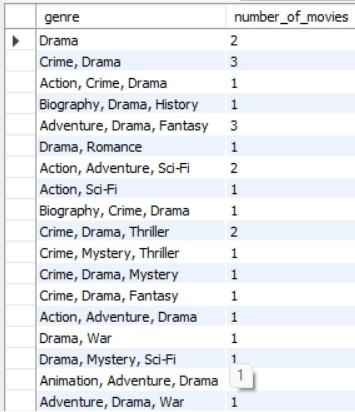 genre number_of_movies
Drama 2
Crime, Drama 3
Action, Crime, Drama 1
Biography, Drama, History 1
Adventure, Drama, Fantasy 3
Drama, Romance 1
Action, Adventure, Sci-Fi 2
Action, Sci-Fi 1
Biography, Crime, Drama 1
Crime, Drama, Thriller 2
Crime, Mystery, Thriller 1
Crime, Drama, Mystery 1
Crime, Drama, Fantasy 1
Action, Adventure, Drama 1
Drama, War 1
Drama, Mystery, Sci-Fi 1
Animation, Adventure, Drama 1
Adventure, Drama, War 1